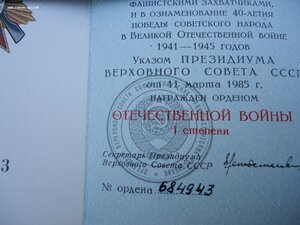 ФАШИСТСКИМИ ЗАХВАТЧИКАМИ,
И В ОЗНАМЕНОВАНИЕ 40-ЛЕТИЯ
ПОБЕДЫ СОВЕТСКОГО НАРОДА
В ВЕЛИКОЙ ОТЕЧЕСТВЕННОЙ ВОЙНЕ
1941—1945 ГОДОВ
Указом ПРЕЗИДИУМА
ВЕРХОВНОГО СОВЕТА СССР
от 11 марта 1985 г.
НАГРАЖДЕН ОРДЕНОМ
ОТЕЧЕСТВЕННОЙ ВОЙНЫ
I степени
Секретарь Президиума
Верховного Совета СССР
№ ордена 684943
3